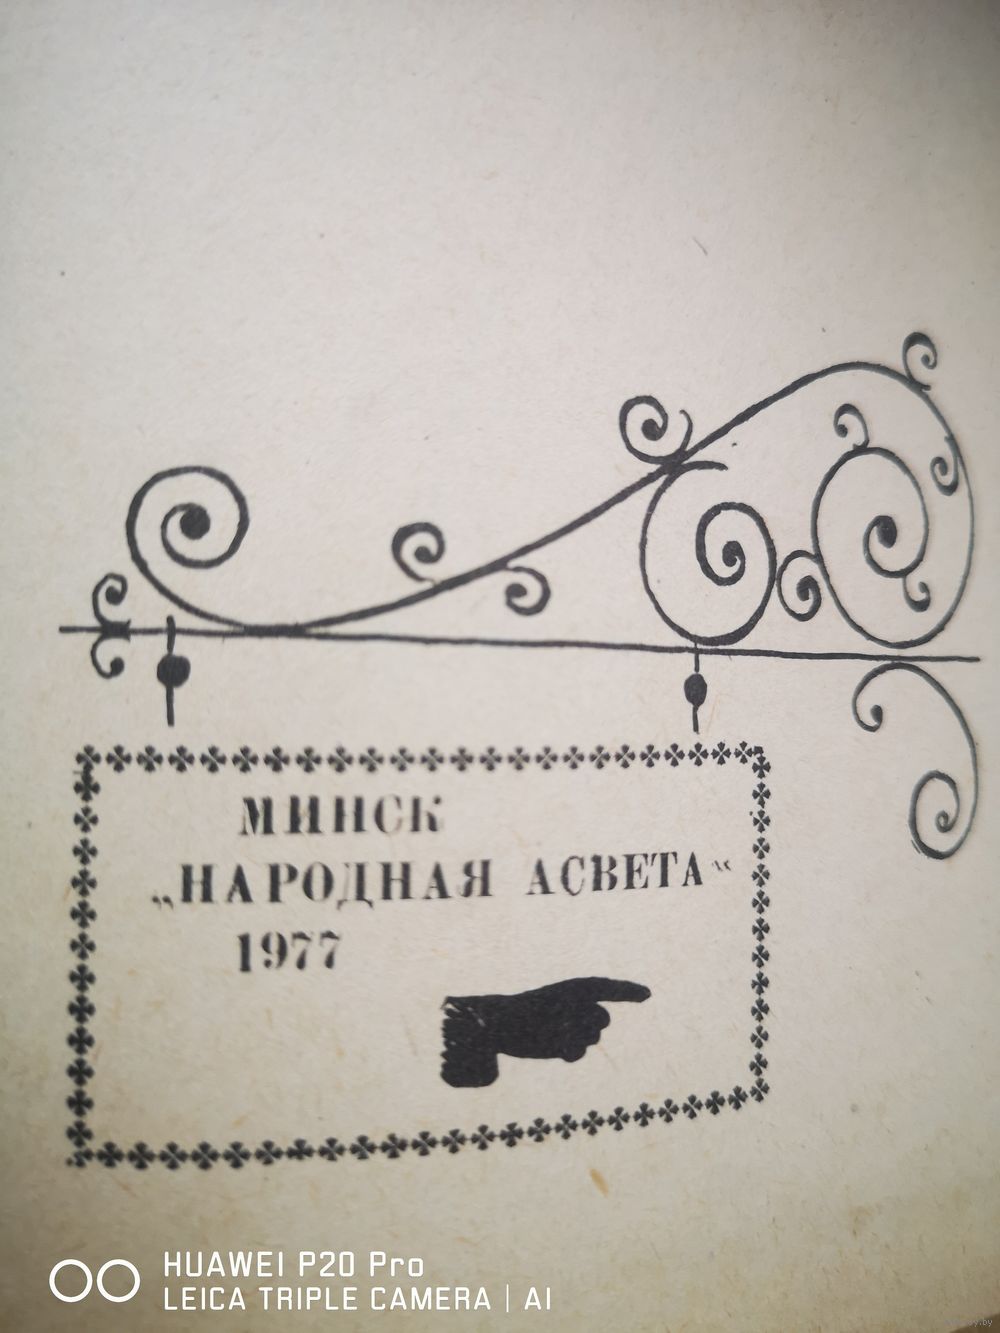 МИНСК
„НАРОДНАЯ АСВЕТА“
1977
HUAWEI P20 Pro
LEICA TRIPLE CAMERA | AI